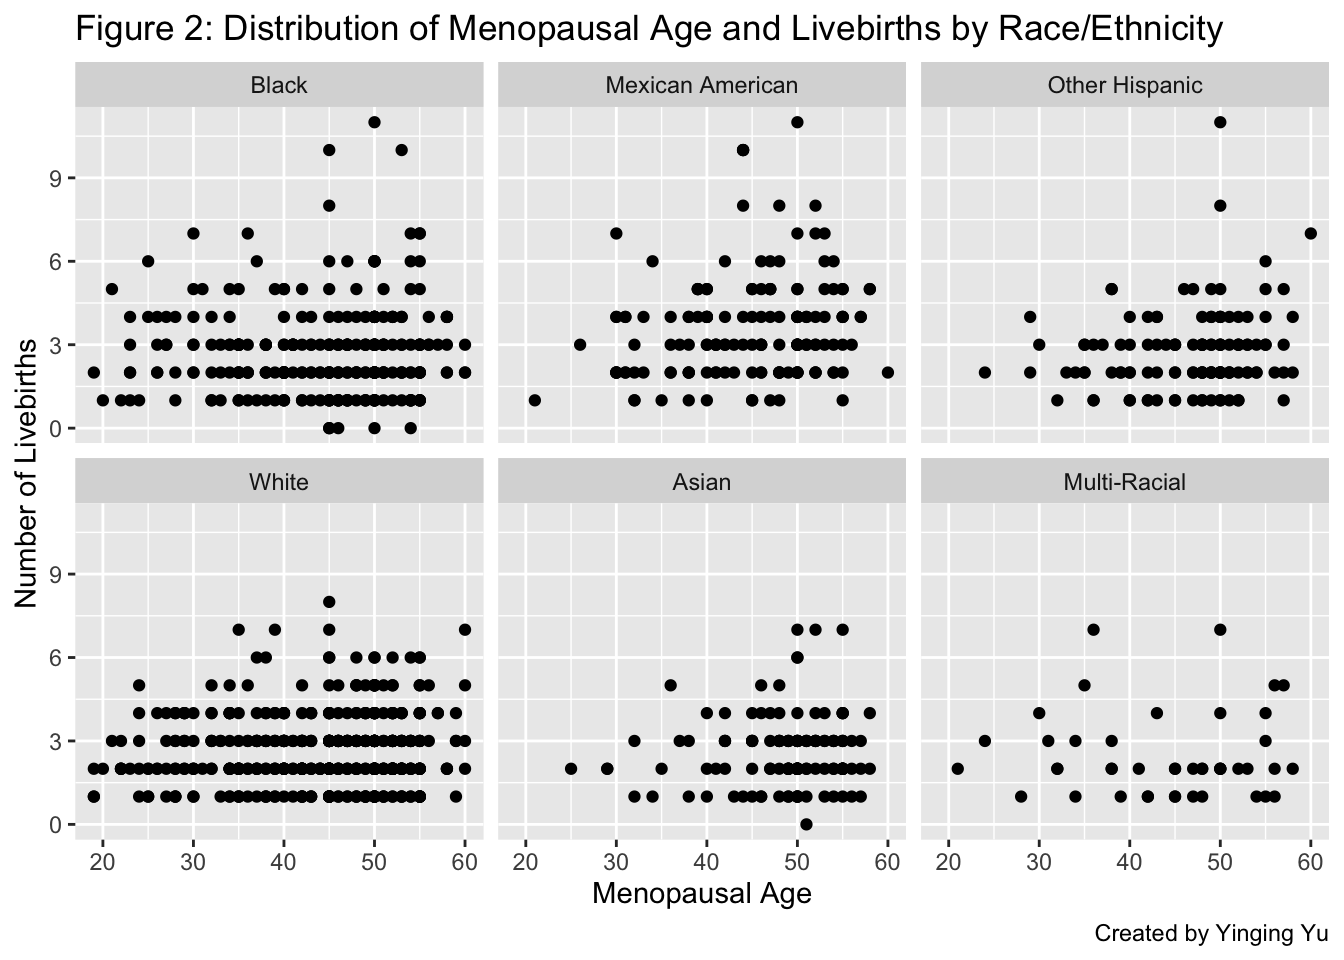 Figure 2: Distribution of Menopausal Age and Livebirths by Race/Ethnicity
Black
Mexican American
Other Hispanic
9
6
3
0
Number of Livebirths
White
Asian
Multi-Racial
9
6
3
0
20 30 40 50 60
20 30 40 50 60
20 30 40 50 60
Menopausal Age
Created by Yinging Yu